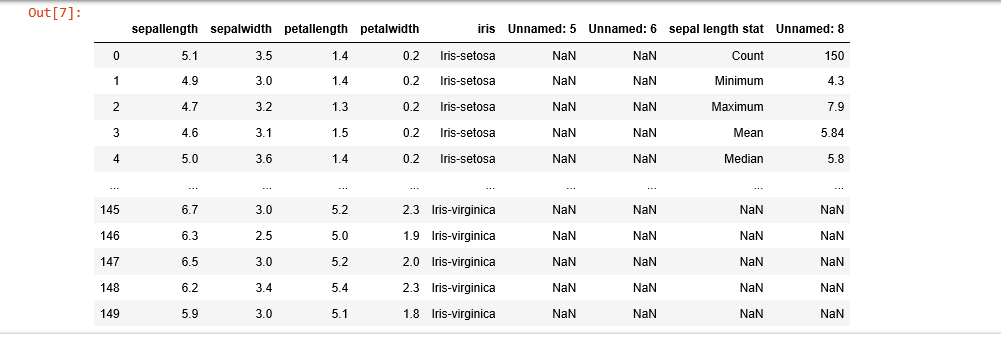 Out[7]:
sepallength sepalwidth petallength petalwidth iris Unnamed: 5 Unnamed: 6 sepal length stat Unnamed: 8
0 5.1 3.5 1.4 0.2 Iris-setosa NaN NaN Count 150
1 4.9 3.0 1.4 0.2 Iris-setosa NaN NaN Minimum 4.3
2 4.7 3.2 1.3 0.2 Iris-setosa NaN NaN Maximum 7.9
3 4.6 3.1 1.5 0.2 Iris-setosa NaN NaN Mean 5.84
4 5.0 3.6 1.4 0.2 Iris-setosa NaN NaN Median 5.8
... ... ... ... ... ... ... ... ... ...
145 6.7 3.0 5.2 2.3 Iris-virginica NaN NaN NaN NaN
146 6.3 2.5 5.0 1.9 Iris-virginica NaN NaN NaN NaN
147 6.5 3.0 5.2 2.0 Iris-virginica NaN NaN NaN NaN
148 6.2 3.4 5.4 2.3 Iris-virginica NaN NaN NaN NaN
149 5.9 3.0 5.1 1.8 Iris-virginica NaN NaN NaN NaN